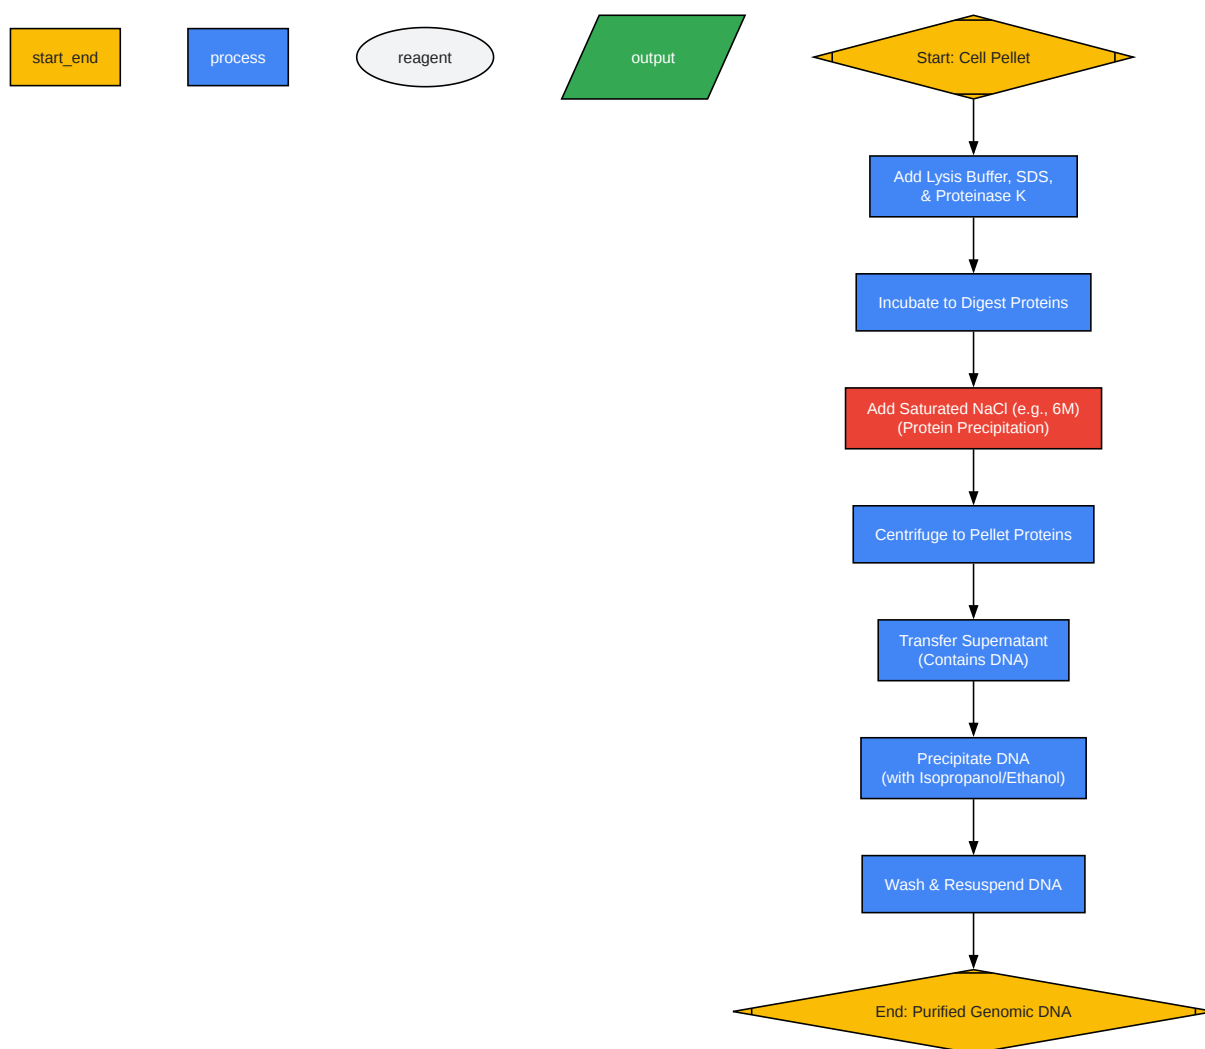 start_end
process
reagent
output
Start: Cell Pellet
Add Lysis Buffer, SDS,
& Proteinase K
Incubate to Digest Proteins
Add Saturated NaCl (e.g., 6M)
(Protein Precipitation)
Centrifuge to Pellet Proteins
Transfer Supernatant
(Contains DNA)
Precipitate DNA
(with Isopropanol/Ethanol)
Wash & Resuspend DNA
End: Purified Genomic DNA